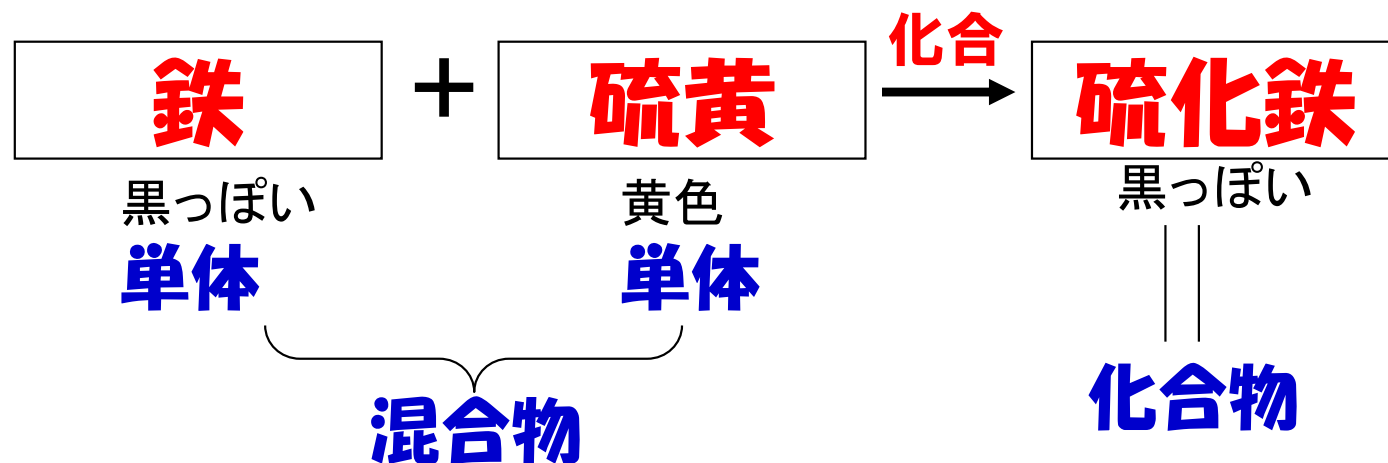 化合
鉄 + 硫黄 硫化鉄
黒っぽい 黄色 黒っぽい
単体 単体
混合物 化合物